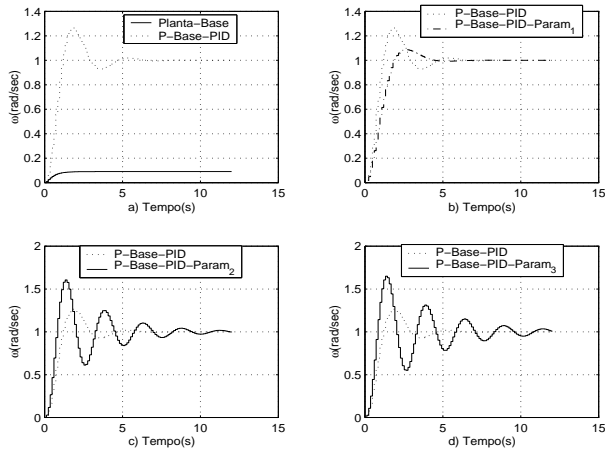 1.4
1.2
1
0.8
0.6
0.4
0.2
0
ω(rad/sec)
Planta−Base
P−Base−PID
0 5 10 15
a) Tempo(s)
1.4
1.2
1
0.8
0.6
0.4
0.2
0
ω(rad/sec)
P−Base−PID
P−Base−PID−Param1
0 5 10 15
b) Tempo(s)
2
1.5
1
0.5
0
ω(rad/sec)
P−Base−PID
P−Base−PID−Param2
0 5 10 15
c) Tempo(s)
2
1.5
1
0.5
0
ω(rad/sec)
P−Base−PID
P−Base−PID−Param3
0 5 10 15
d) Tempo(s)